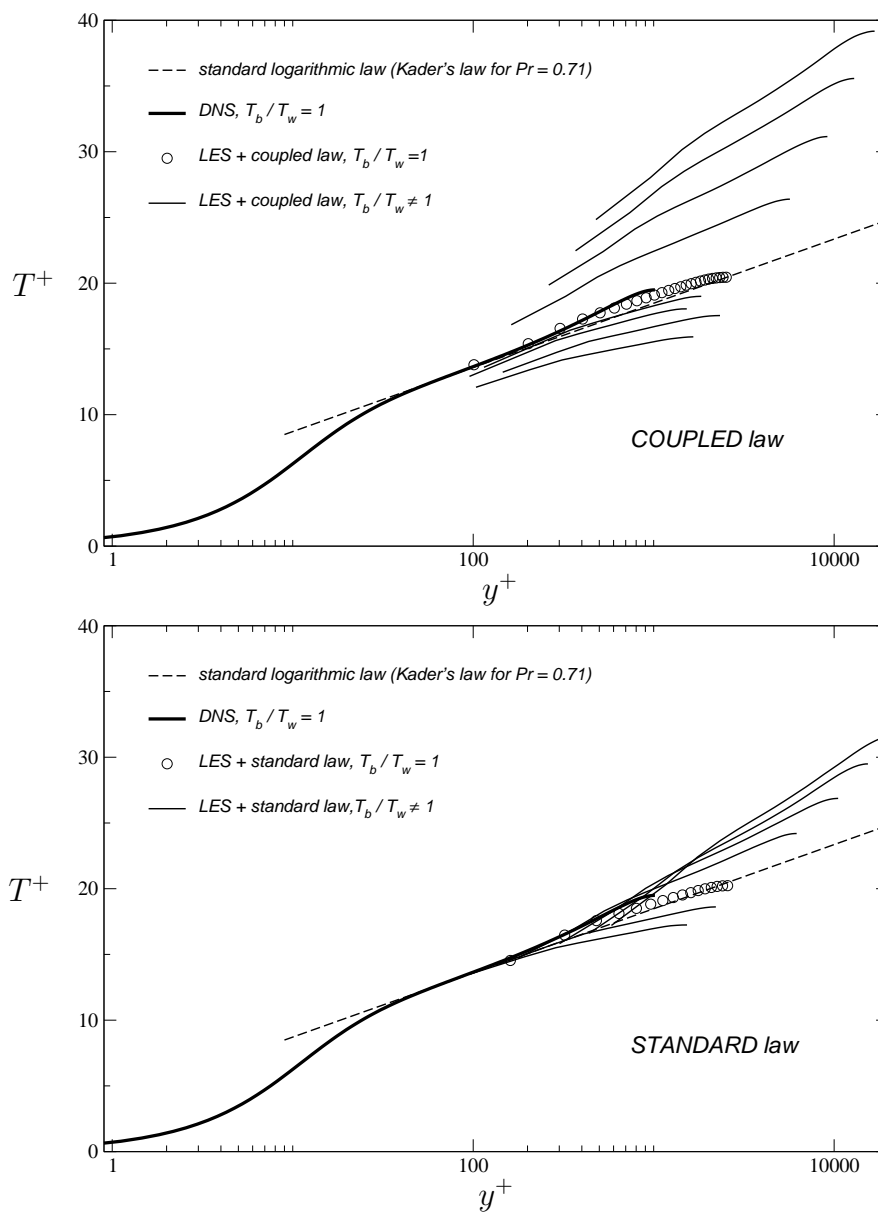 40
standard logarithmic law (Kader's law for Pr = 0.71)
DNS, T_b / T_w = 1
30
LES + coupled law, T_b / T_w =1
LES + coupled law, T_b / T_w ≠ 1
T^+
20
10
COUPLED law
0
1
100
10000
y^+
40
standard logarithmic law (Kader's law for Pr = 0.71)
DNS, T_b / T_w = 1
30
LES + standard law, T_b / T_w = 1
LES + standard law,T_b / T_w ≠ 1
T^+
20
10
STANDARD law
0
1
100
10000
y^+